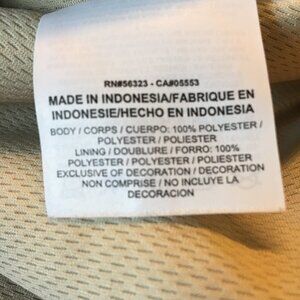 RN#56323 - CA#05553
MADE IN INDONESIA/FABRIQUE EN
INDONESIE/HECHO EN INDONESIA
BODY / CORPS / CUERPO: 100% POLYESTER /
POLYESTER / POLIESTER
LINING / DOUBLURE / FORRO: 100%
POLYESTER / POLYESTER / POLIESTER
EXCLUSIVE OF DECORATION / DECORATION
NON COMPRISE / NO INCLUYE LA
DECORACION